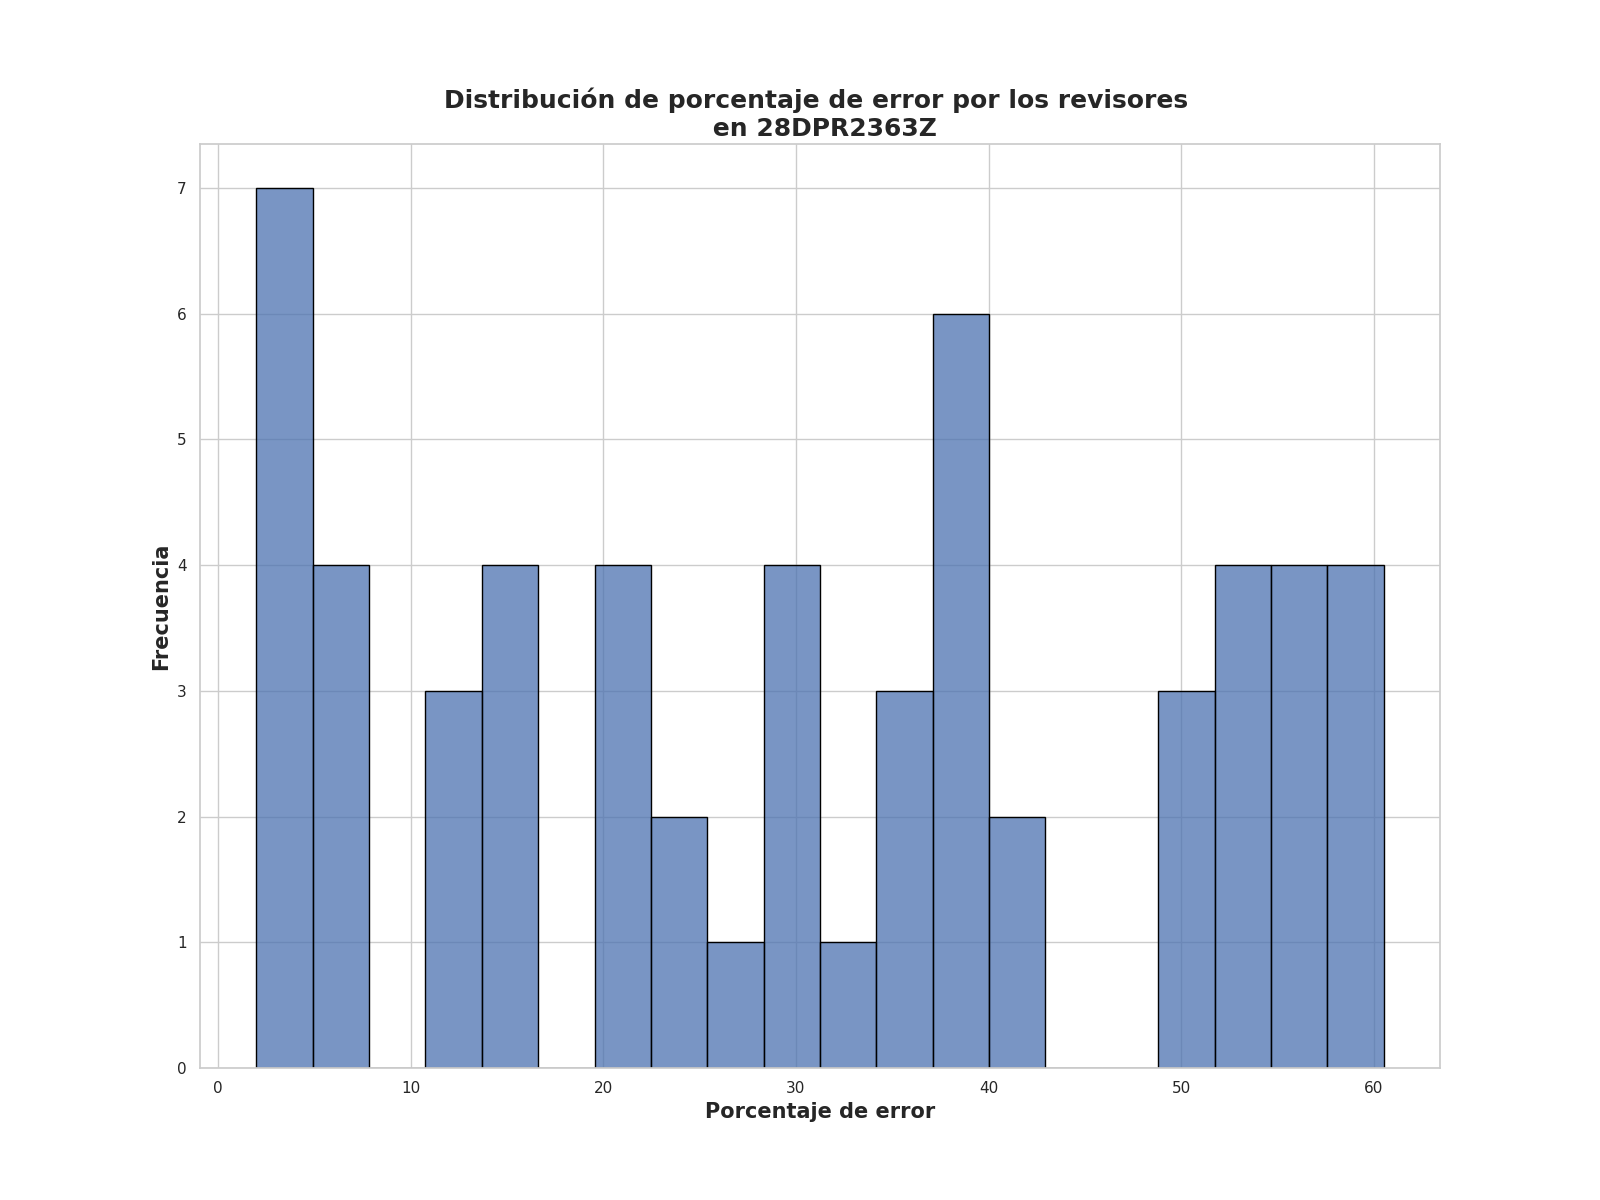 Distribución de porcentaje de error por los revisores
en 28DPR2363Z
7
6
5
4
3
2
1
0
Frecuencia
0 10 20 30 40 50 60
Porcentaje de error